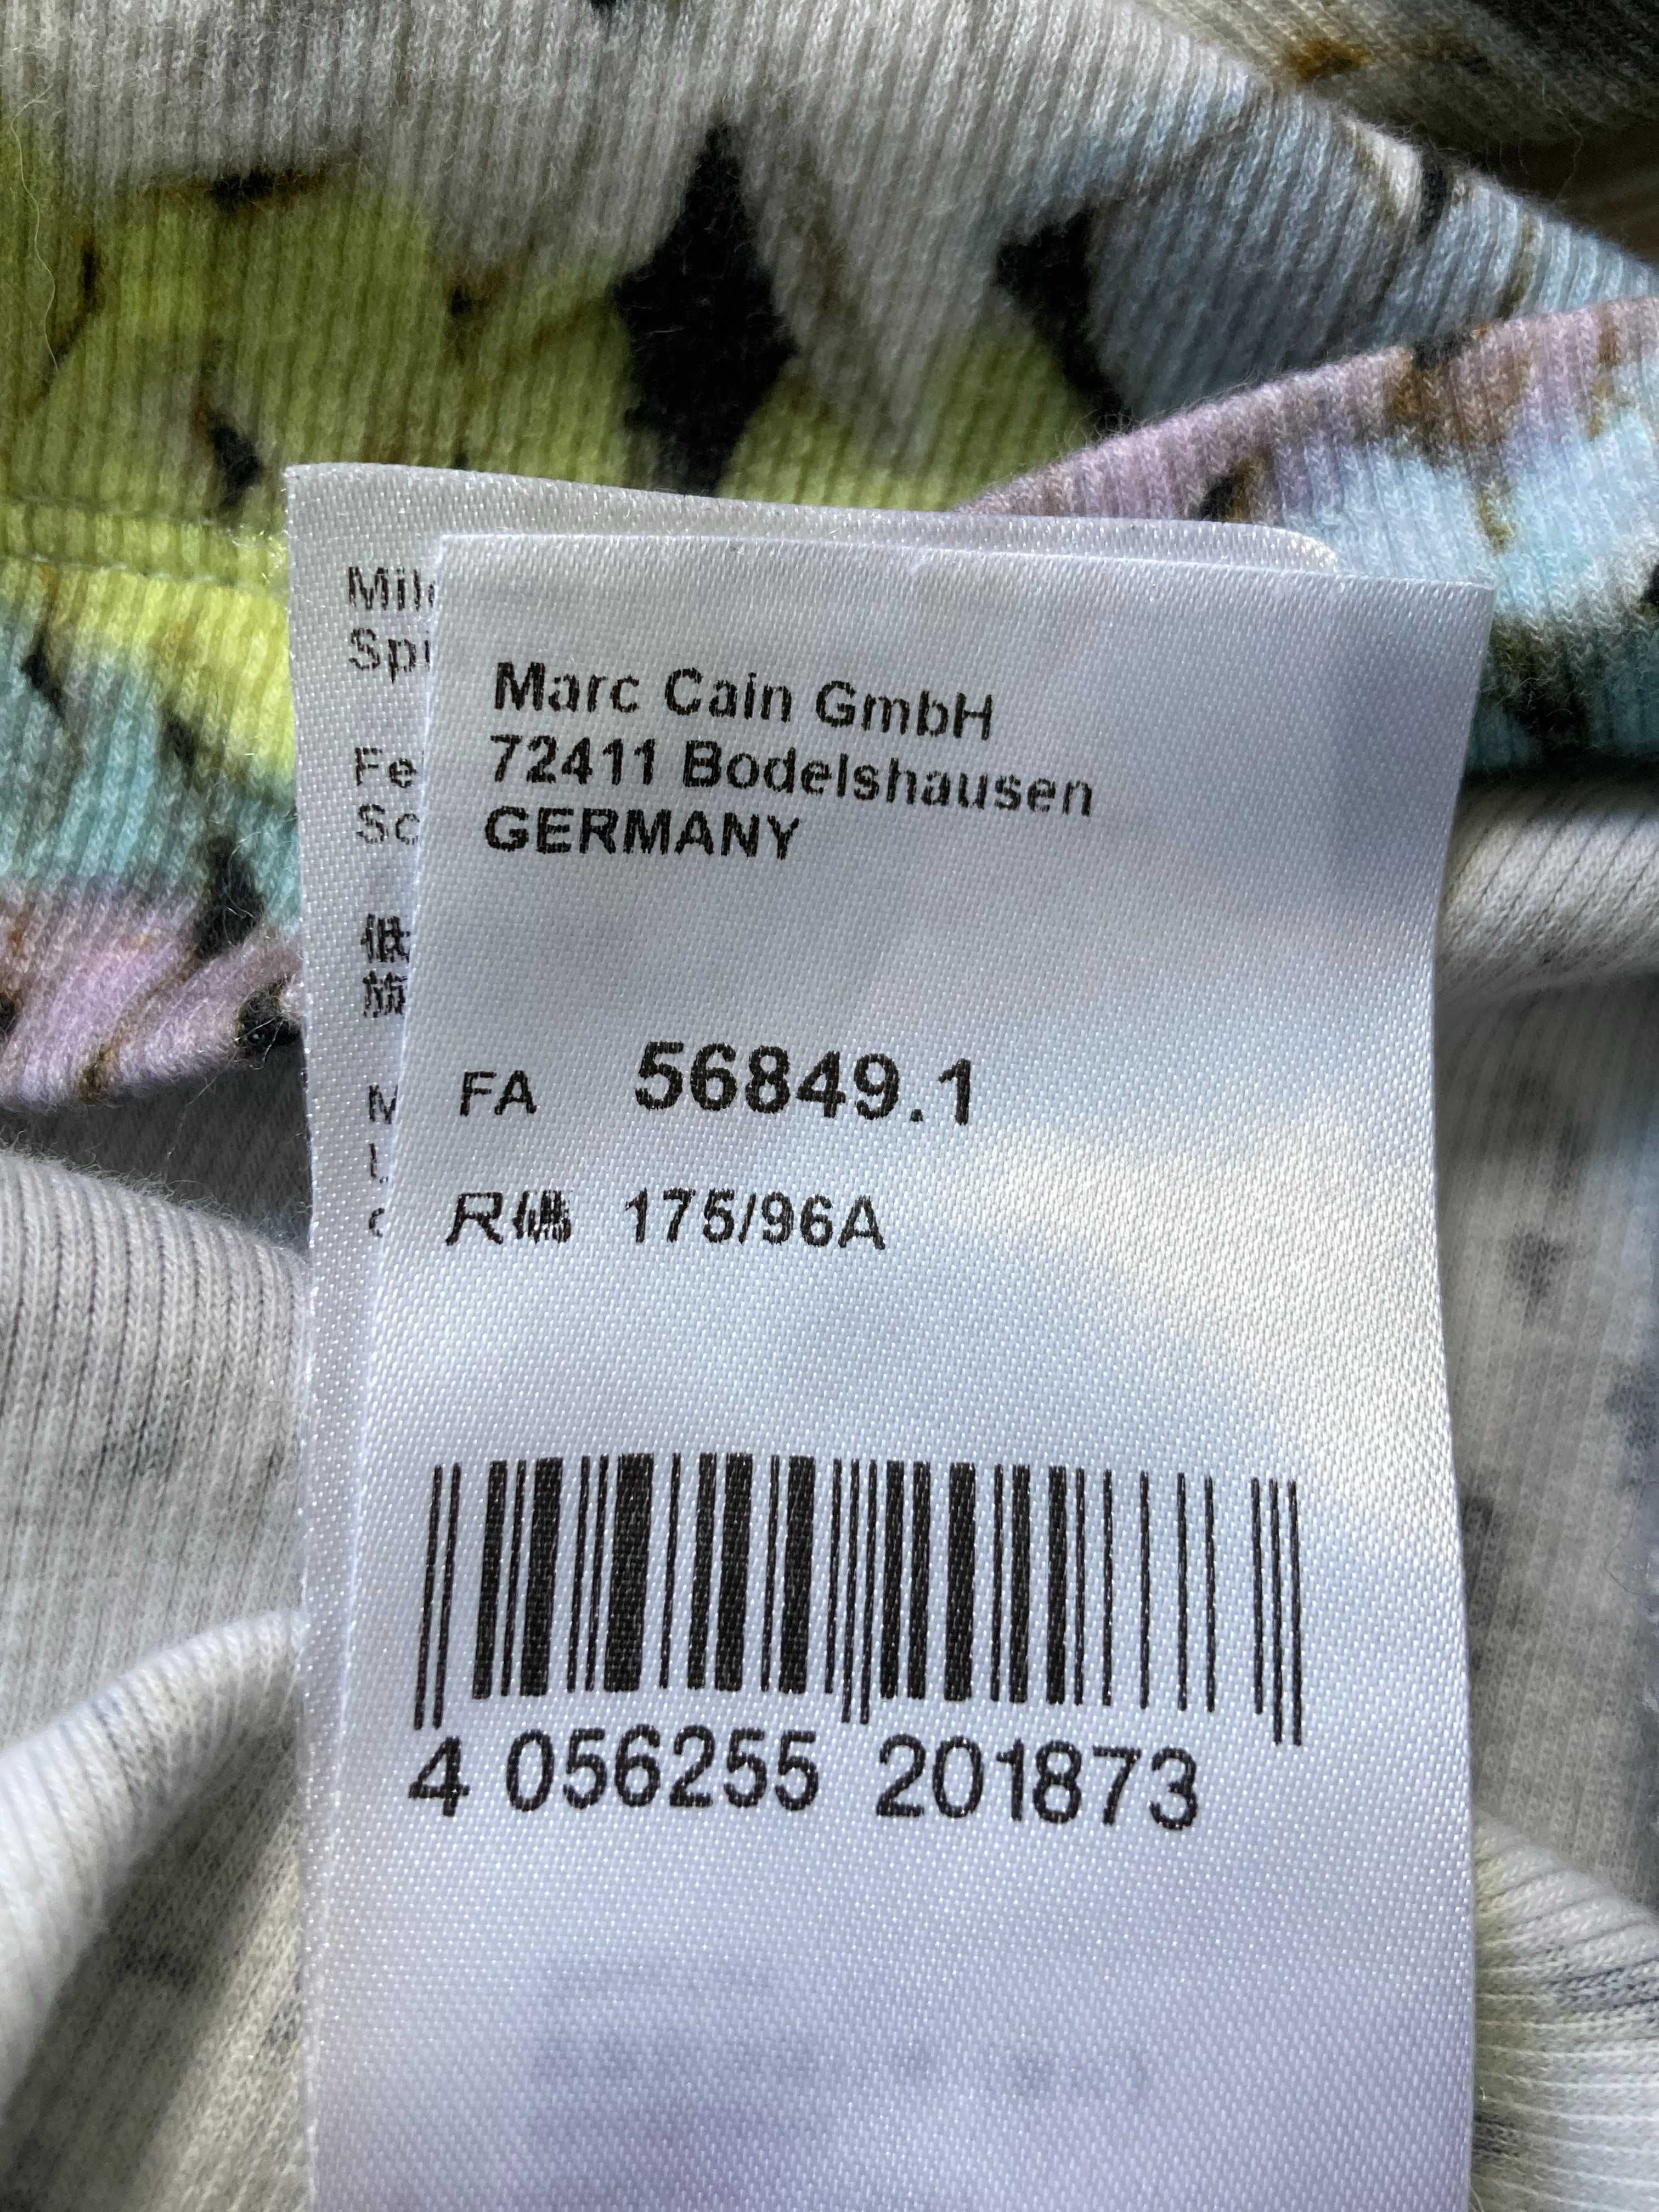 Marc Cain GmbH
72411 Bodelshausen
GERMANY
FA 56849.1
尺碼 175/96A
4 056255 201873